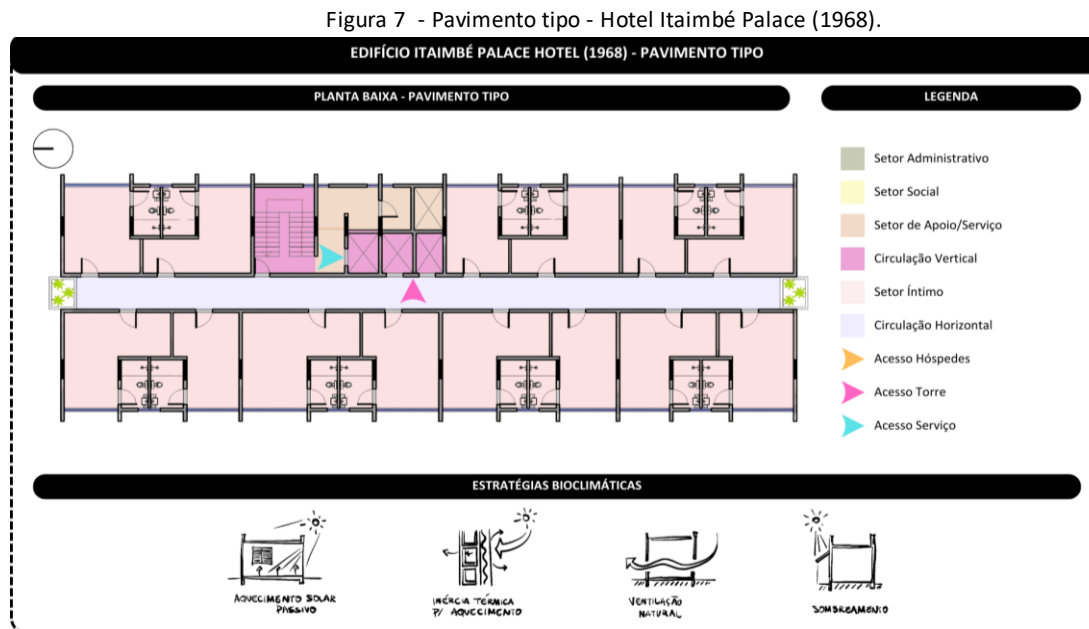 Figura 7 - Pavimento tipo - Hotel Itaimbé Palace (1968).
EDIFÍCIO ITAIMBÉ PALACE HOTEL (1968) - PAVIMENTO TIPO
PLANTA BAIXA - PAVIMENTO TIPO
LEGENDA
Setor Administrativo
Setor Social
Setor de Apoio/Serviço
Circulação Vertical
Setor Íntimo
Circulação Horizontal
Acesso Hóspedes
Acesso Torre
Acesso Serviço
ESTRATÉGIAS BIOCLIMÁTICAS
AQUECIMENTO SOLAR
PASSIVO
INÉRCIA TÉRMICA
P/ AQUECIMENTO
VENTILAÇÃO
NATURAL
SOMBREAMENTO